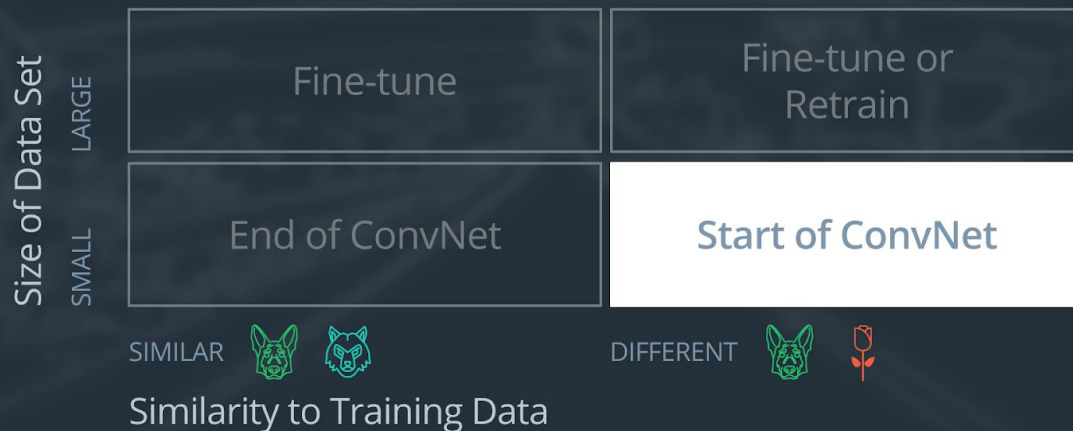 Size of Data Set
LARGE
SMALL
Fine-tune
Fine-tune or
Retrain
End of ConvNet
Start of ConvNet
SIMILAR
DIFFERENT
Similarity to Training Data